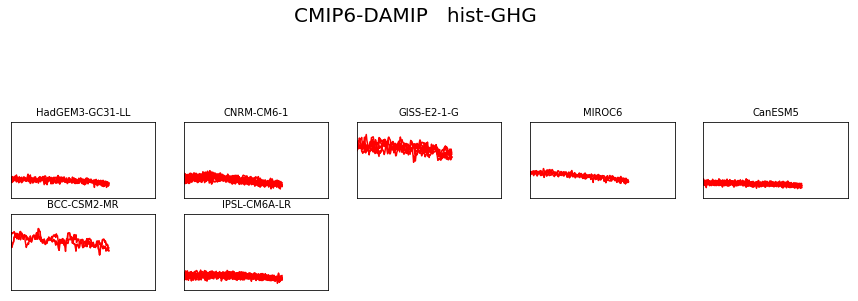 CMIP6-DAMIP hist-GHG
HadGEM3-GC31-LL
CNRM-CM6-1
GISS-E2-1-G
MIROC6
CanESM5
BCC-CSM2-MR
IPSL-CM6A-LR